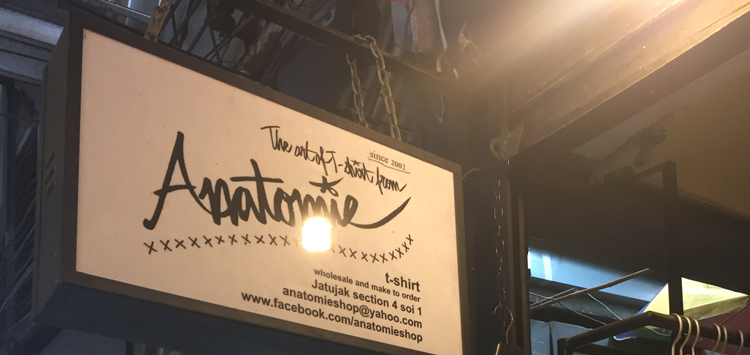 The art of T-shirt from
since 2002
Anatomie
t-shirt
wholesale and make to order
Jatujak section 4 soi 1
anatomieshop@yahoo.com
www.facebook.com/anatomieshop